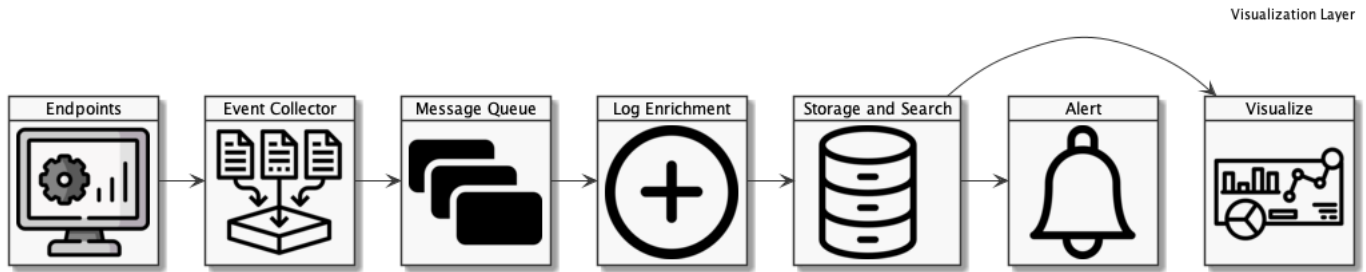 Visualization Layer
Endpoints
Event Collector
Message Queue
Log Enrichment
Storage and Search
Alert
Visualize